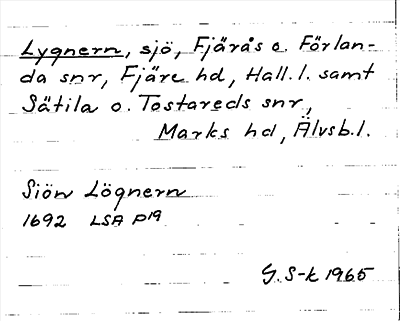 Lygnern, sjö, Fjärås o. Förlan-
da snr, Fjäre hd, Hall. l. samt
Sätila o. Tostareds snr,
Marks hd, Älvsb. l.
Siön Lögnern
1692 LSA P19
G. S-k 1965